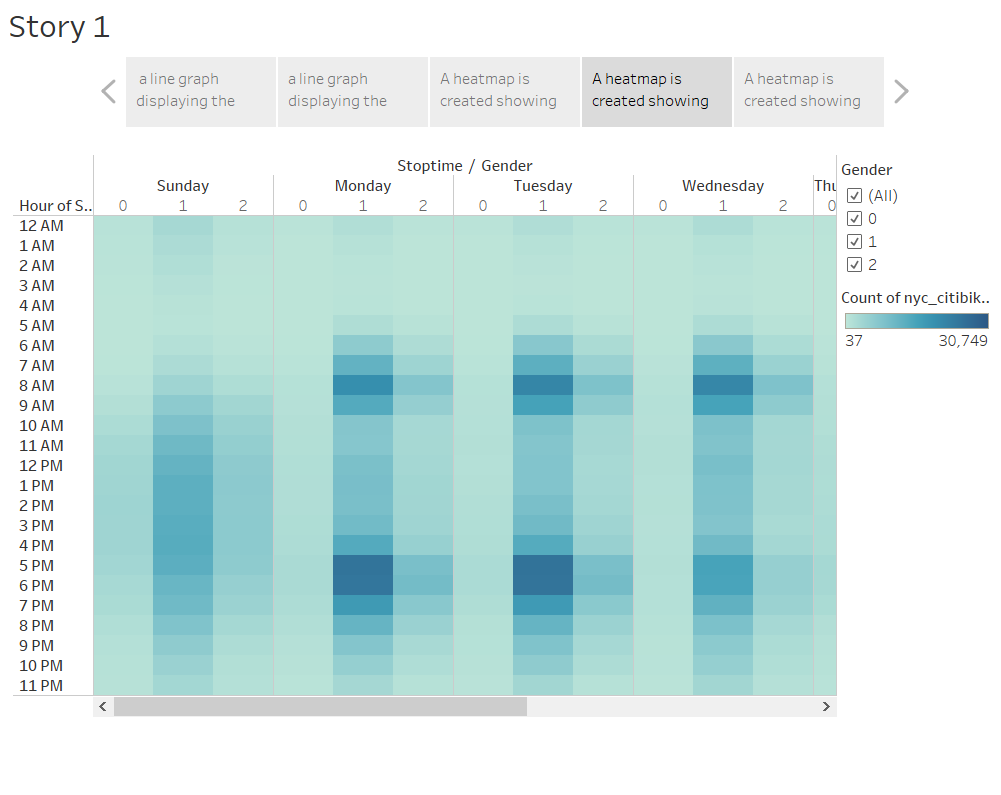 Story 1
a line graph
displaying the
a line graph
displaying the
A heatmap is
created showing
A heatmap is
created showing
A heatmap is
created showing
Stoptime / Gender
Sunday Monday Tuesday Wednesday Thu
Hour of S.. 0 1 2 0 1 2 0 1 2 0 1 2 0
12 AM
1 AM
2 AM
3 AM
4 AM
5 AM
6 AM
7 AM
8 AM
9 AM
10 AM
11 AM
12 PM
1 PM
2 PM
3 PM
4 PM
5 PM
6 PM
7 PM
8 PM
9 PM
10 PM
11 PM
Gender
(All)
0
1
2
Count of nyc_citibik..
37 30,749